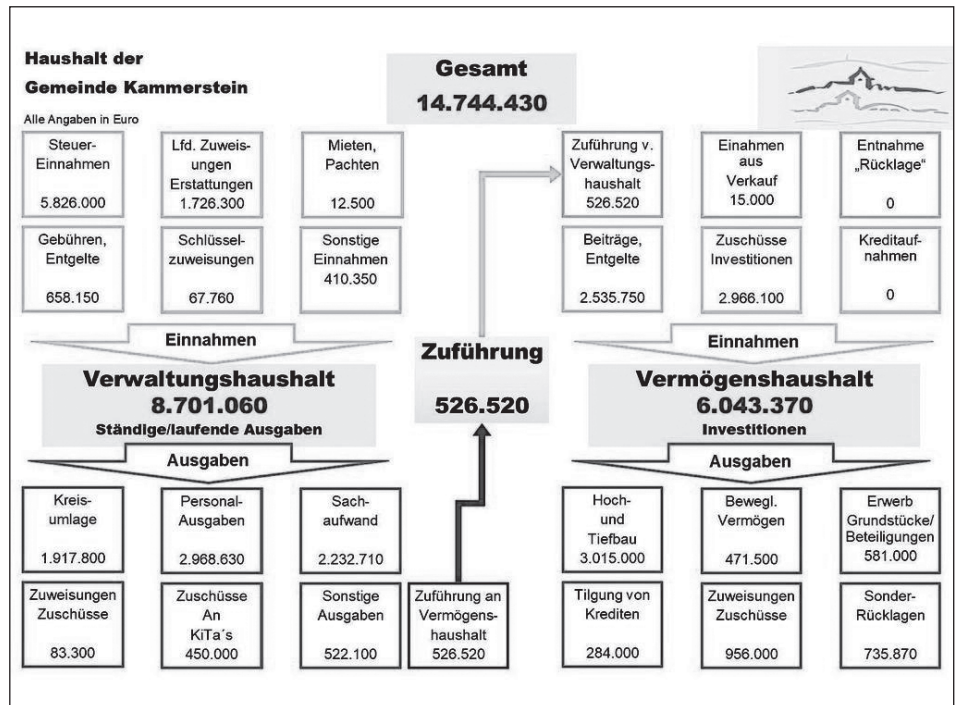 Haushalt der
Gemeinde Kammerstein
Alle Angaben in Euro
Gesamt
14.744.430
Steuer-
Einnahmen
5.826.000
Lfd. Zuweis-
ungen
Erstattungen
1.726.300
Mieten,
Pachten
12.500
Zuführung v.
Verwaltungs-
haushalt
526.520
Einahmen
aus
Verkauf
15.000
Entnahme
„Rücklage“
0
Gebühren,
Entgelte
658.150
Schlüssel-
zuweisungen
67.760
Sonstige
Einnahmen
410.350
Beiträge,
Entgelte
2.535.750
Zuschüsse
Investitionen
2.966.100
Kreditauf-
nahmen
0
Einnahmen
Verwaltungshaushalt
8.701.060
Ständige/laufende Ausgaben
Ausgaben
Zuführung
526.520
Einnahmen
Vermögenshaushalt
6.043.370
Investitionen
Ausgaben
Kreis-
umlage
1.917.800
Personal-
Ausgaben
2.968.630
Sach-
aufwand
2.232.710
Hoch-
und
Tiefbau
3.015.000
Bewegl.
Vermögen
471.500
Erwerb
Grundstücke/
Beteiligungen
581.000
Zuweisungen
Zuschüsse
83.300
Zuschüsse
An
KiTa´s
450.000
Sonstige
Ausgaben
522.100
Zuführung an
Vermögens-
haushalt
526.520
Tilgung von
Krediten
284.000
Zuweisungen
Zuschüsse
956.000
Sonder-
Rücklagen
735.870